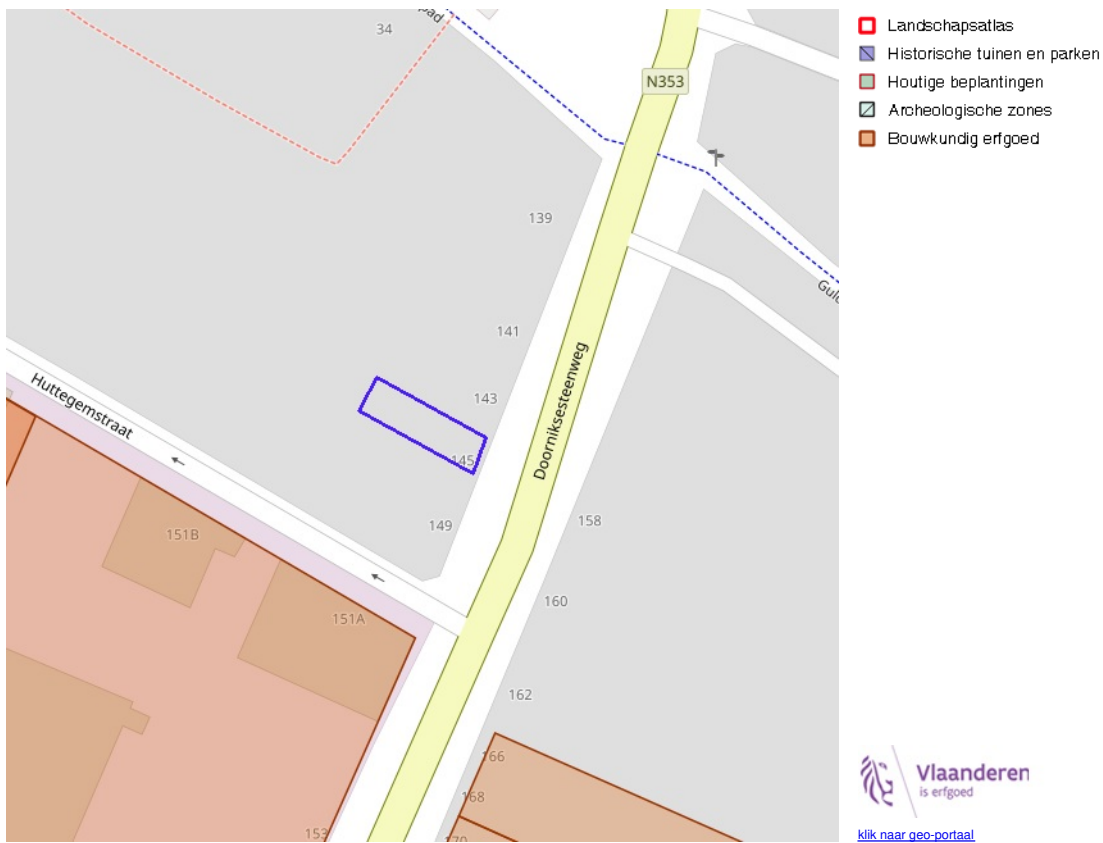 Landschapsatlas
Historische tuinen en parken
Houtige beplantingen
Archeologische zones
Bouwkundig erfgoed
34
N353
139
141
143
145
149
Doorniksesteenweg
Huttegemstraat
151B
151A
158
160
162
166
168
153
Vlaanderen
is erfgoed
klik naar geo-portaal